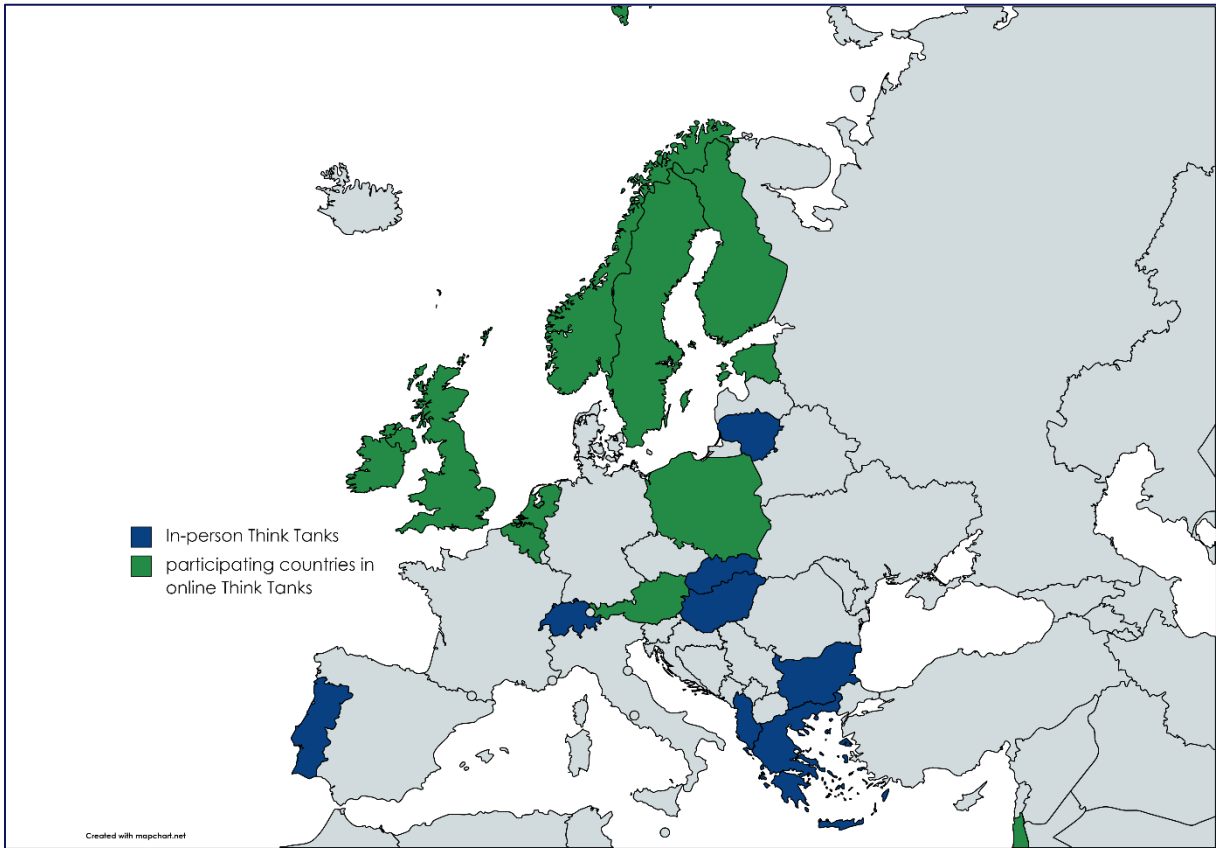 In-person Think Tanks
participating countries in
online Think Tanks
Created with mapchart.net